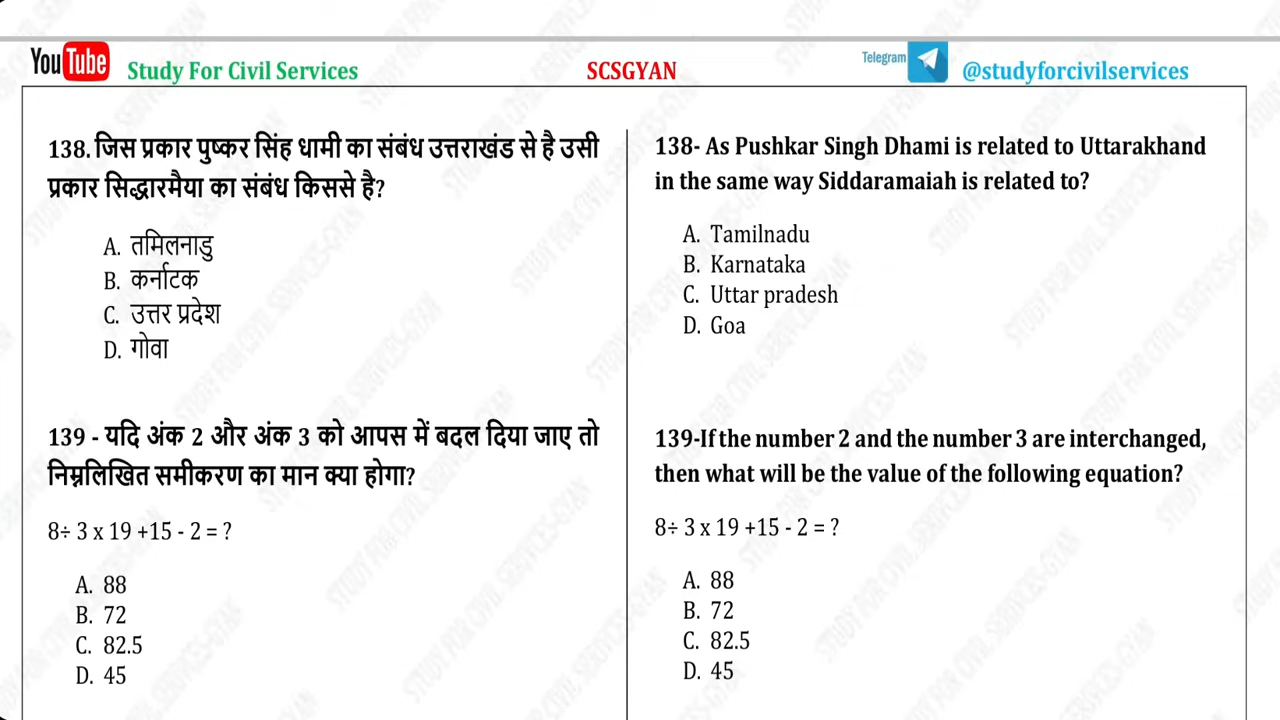 YouTube
Study For Civil Services
SCSGYAN
Telegram
@studyforcivilservices
138. जिस प्रकार पुष्कर सिंह धामी का संबंध उत्तराखंड से है उसी
प्रकार सिद्धारमैया का संबंध किससे है?
A. तमिलनाडु
B. कर्नाटक
C. उत्तर प्रदेश
D. गोवा
139 - यदि अंक 2 और अंक 3 को आपस में बदल दिया जाए तो
निम्नलिखित समीकरण का मान क्या होगा?
8÷ 3 x 19 +15 - 2 = ?
A. 88
B. 72
C. 82.5
D. 45
138- As Pushkar Singh Dhami is related to Uttarakhand
in the same way Siddaramaiah is related to?
A. Tamilnadu
B. Karnataka
C. Uttar pradesh
D. Goa
139-If the number 2 and the number 3 are interchanged,
then what will be the value of the following equation?
8÷ 3 x 19 +15 - 2 = ?
A. 88
B. 72
C. 82.5
D. 45